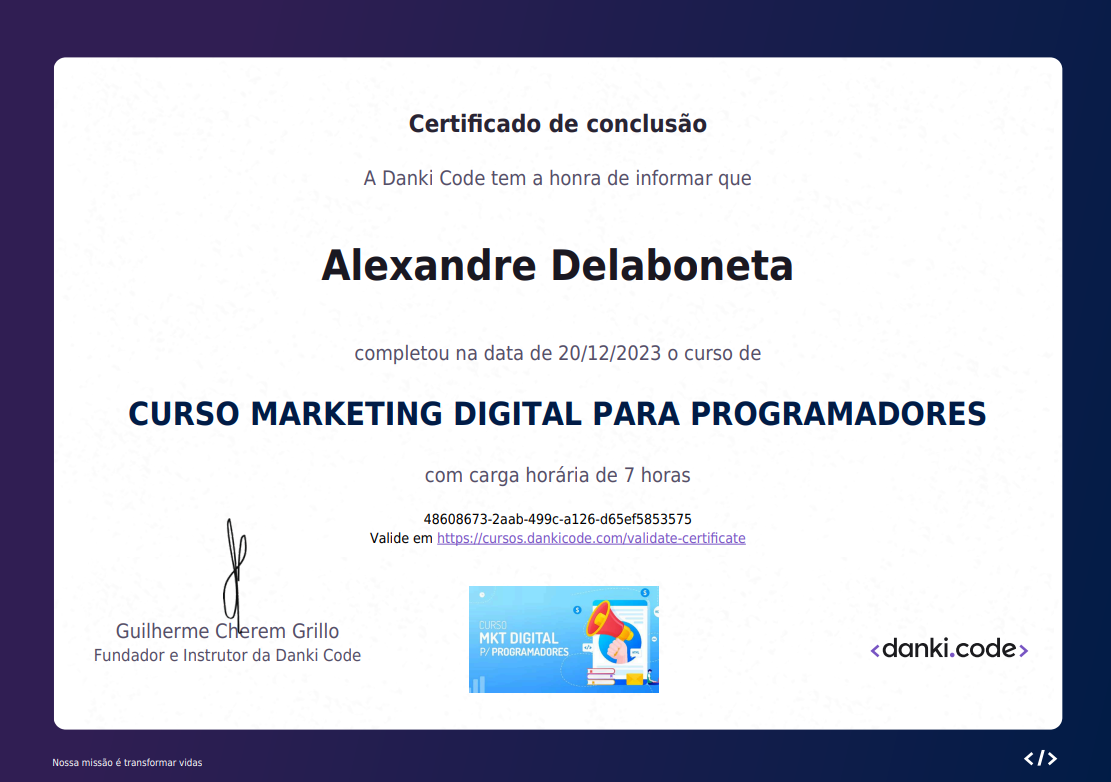 Certificado de conclusão
A Danki Code tem a honra de informar que
Alexandre Delaboneta
completou na data de 20/12/2023 o curso de
CURSO MARKETING DIGITAL PARA PROGRAMADORES
com carga horária de 7 horas
48608673-2aab-499c-a126-d65ef5853575
Valide em https://cursos.dankicode.com/validate-certificate
Guilherme Cherem Grillo
Fundador e Instrutor da Danki Code
CURSO
MKT DIGITAL
P/ PROGRAMADORES
<danki.code>
Nossa missão é transformar vidas
</>